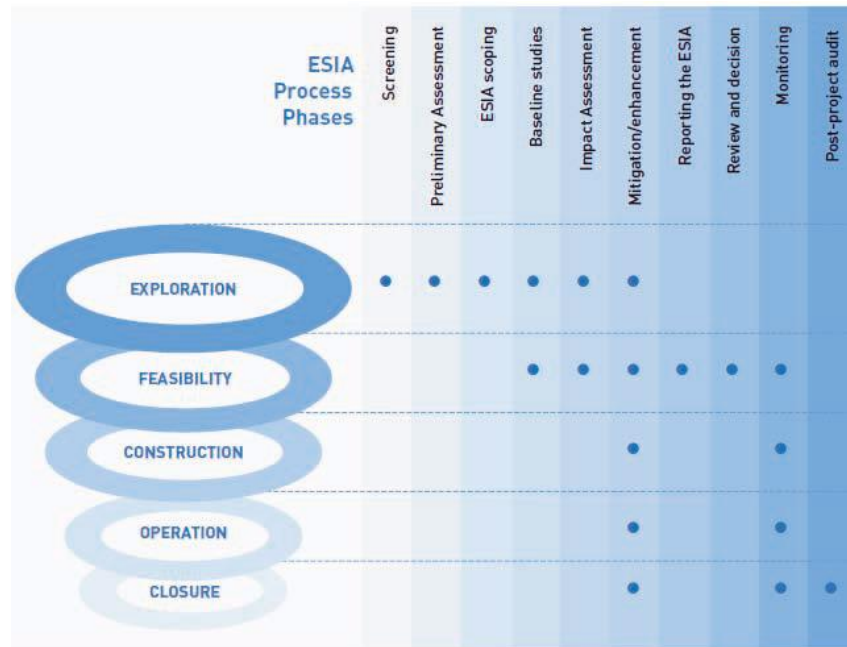 ESIA
Process
Phases
Screening
Preliminary Assessment
ESIA scoping
Baseline studies
Impact Assessment
Mitigation/enhancement
Reporting the ESIA
Review and decision
Monitoring
Post-project audit
EXPLORATION
FEASIBILITY
CONSTRUCTION
OPERATION
CLOSURE